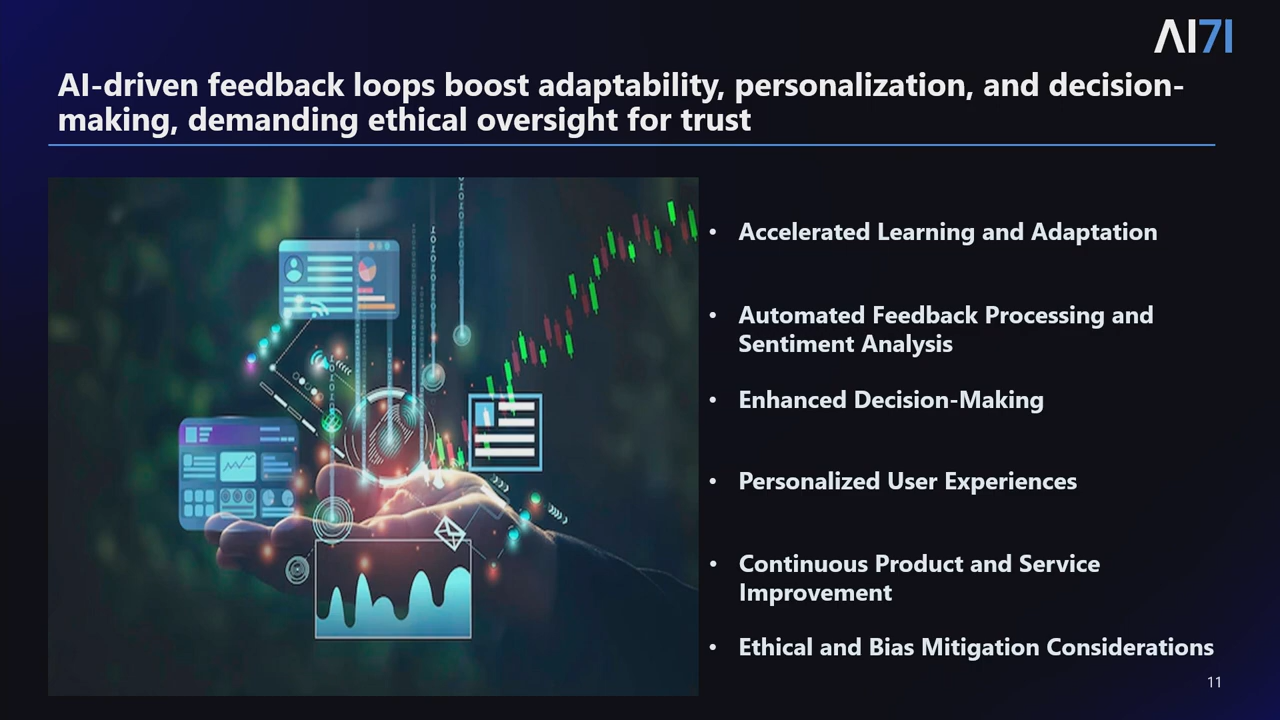 AI71
AI-driven feedback loops boost adaptability, personalization, and decision-
making, demanding ethical oversight for trust
• Accelerated Learning and Adaptation
• Automated Feedback Processing and
Sentiment Analysis
• Enhanced Decision-Making
• Personalized User Experiences
• Continuous Product and Service
Improvement
• Ethical and Bias Mitigation Considerations
11